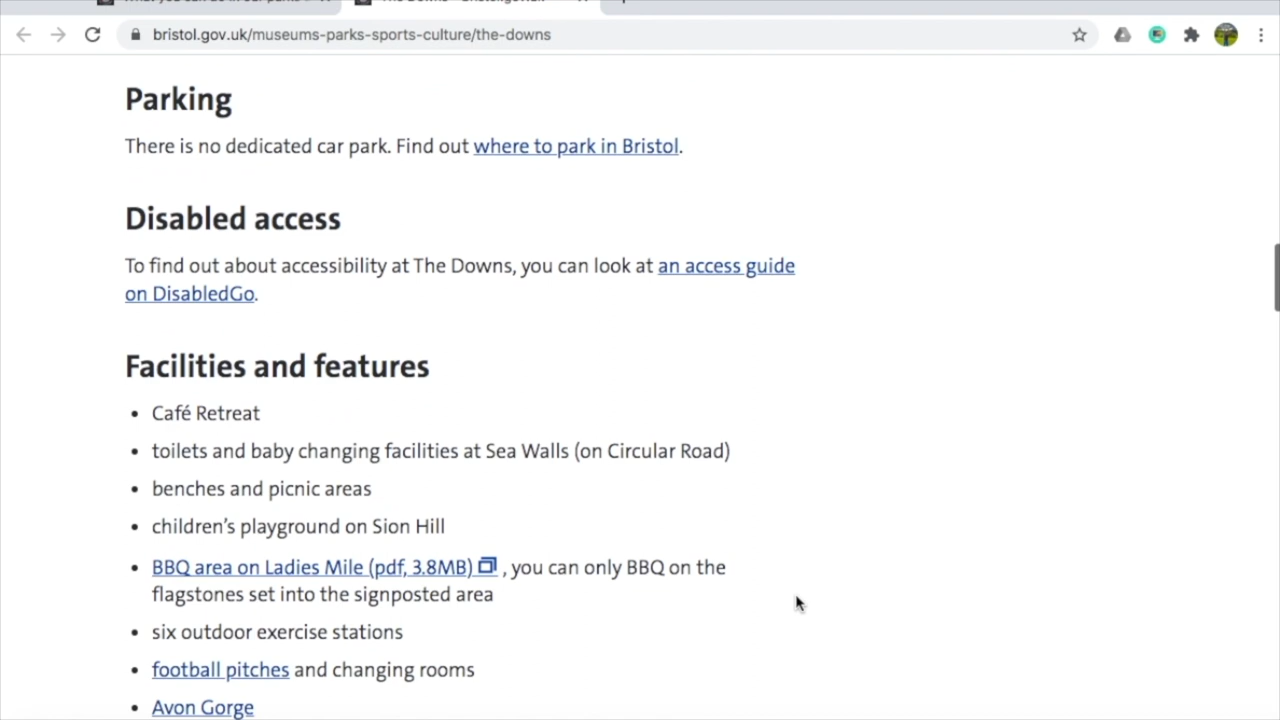 bristol.gov.uk/museums-parks-sports-culture/the-downs
Parking
There is no dedicated car park. Find out where to park in Bristol.
Disabled access
To find out about accessibility at The Downs, you can look at an access guide
on DisabledGo.
Facilities and features
• Café Retreat
• toilets and baby changing facilities at Sea Walls (on Circular Road)
• benches and picnic areas
• children's playground on Sion Hill
• BBQ area on Ladies Mile (pdf, 3.8MB) , you can only BBQ on the
flagstones set into the signposted area
• six outdoor exercise stations
• football pitches and changing rooms
• Avon Gorge